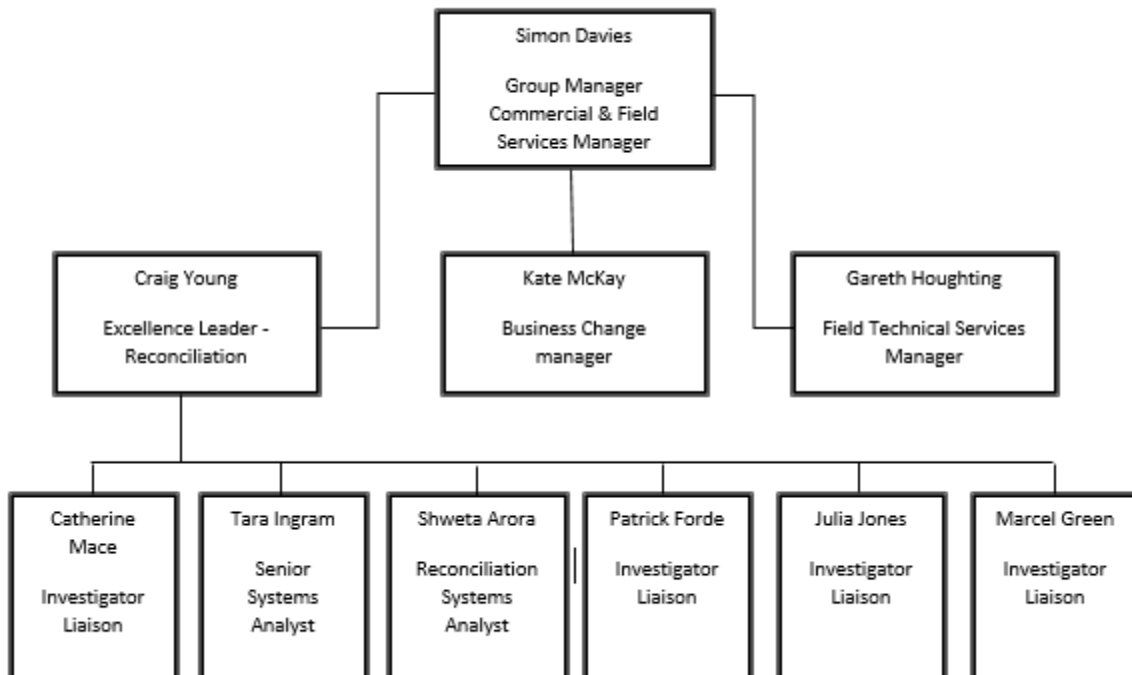 Simon Davies
Group Manager
Commercial & Field
Services Manager
Craig Young
Excellence Leader -
Reconciliation
Kate McKay
Business Change
manager
Gareth Houghting
Field Technical Services
Manager
Catherine
Mace
Investigator
Liaison
Tara Ingram
Senior
Systems
Analyst
Shweta Arora
Reconciliation
Systems
Analyst
Patrick Forde
Investigator
Liaison
Julia Jones
Investigator
Liaison
Marcel Green
Investigator
Liaison